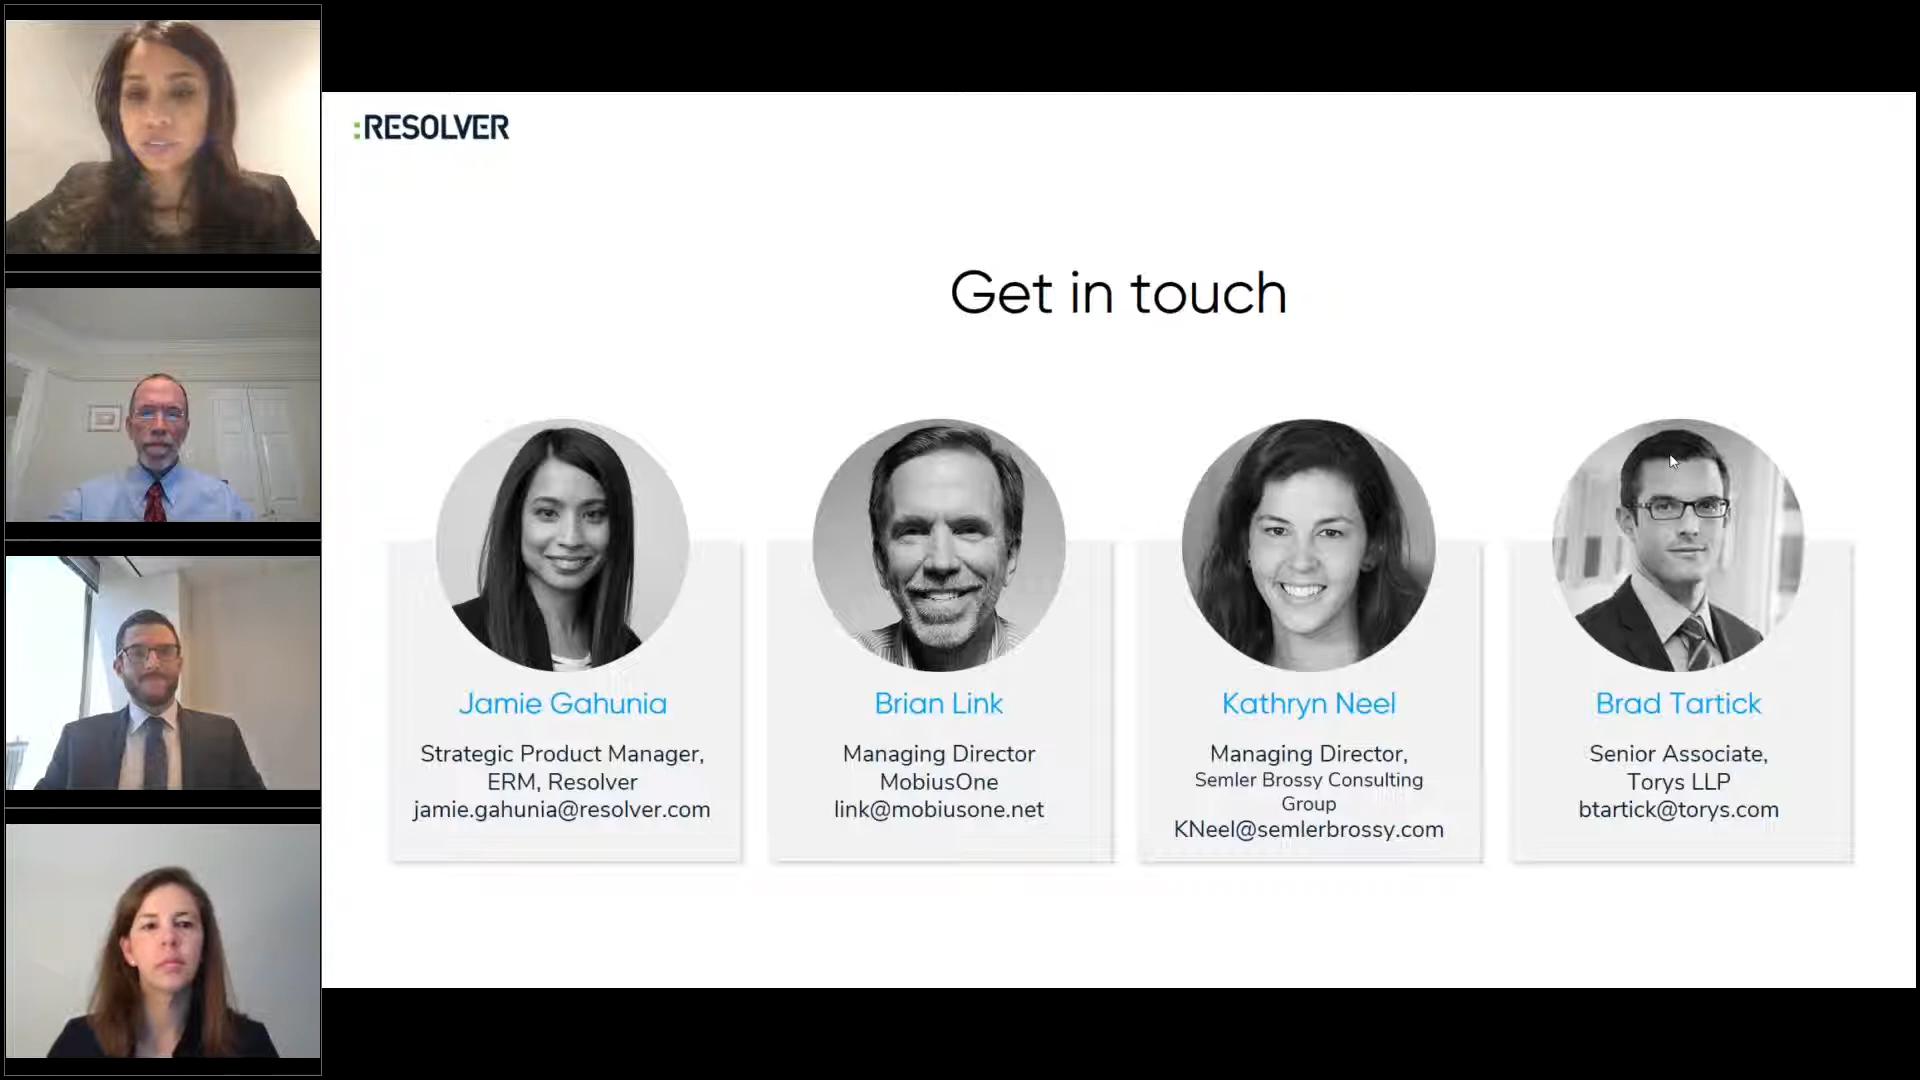 :RESOLVER
Get in touch
Jamie Gahunia
Strategic Product Manager,
ERM, Resolver
jamie.gahunia@resolver.com
Brian Link
Managing Director
MobiusOne
link@mobiusone.net
Kathryn Neel
Managing Director,
Semler Brossy Consulting
Group
KNeel@semlerbrossy.com
Brad Tartick
Senior Associate,
Torys LLP
btartick@torys.com